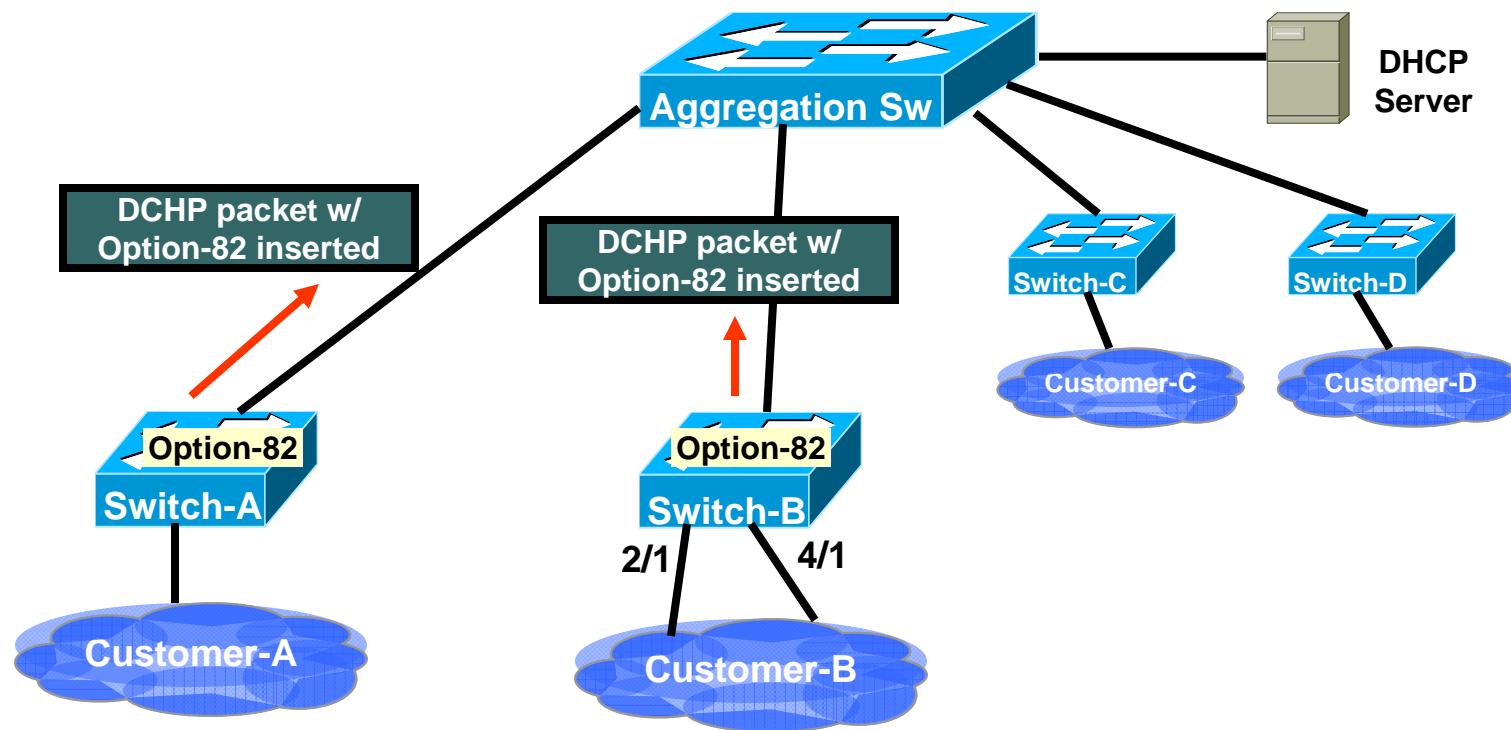 Aggregation Sw
DHCP
Server
DCHP packet w/
Option-82 inserted
DCHP packet w/
Option-82 inserted
Switch-C
Switch-D
Customer-C
Customer-D
Option-82
Switch-A
Option-82
Switch-B
2/1
4/1
Customer-A
Customer-B